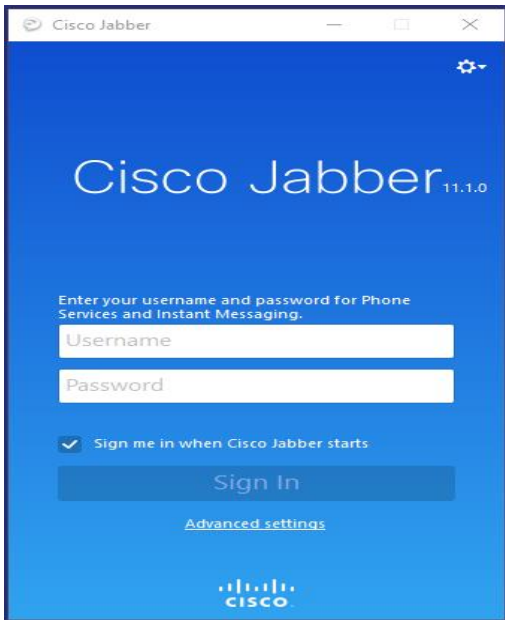 Cisco Jabber
Cisco Jabber 11.1.0
Enter your username and password for Phone
Services and Instant Messaging.
Username
Password
Sign me in when Cisco Jabber starts
Sign In
Advanced settings
CISCO